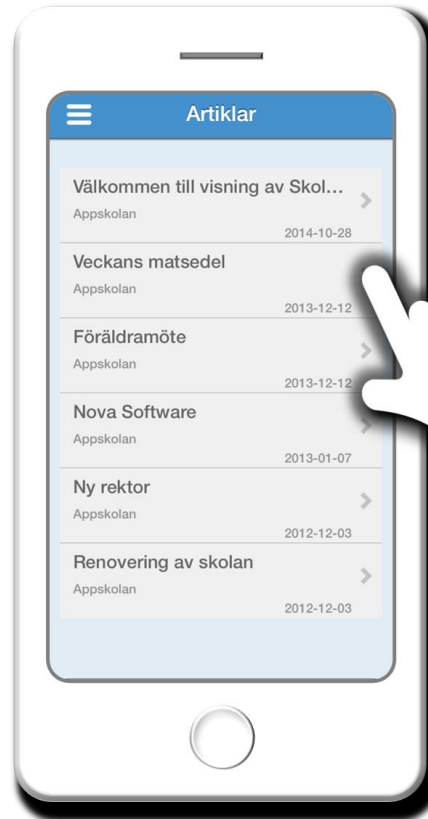 Artiklar
Välkommen till visning av Skol...
Appskolan
2014-10-28
Veckans matsedel
Appskolan
2013-12-12
Föräldramöte
Appskolan
2013-12-12
Nova Software
Appskolan
2013-01-07
Ny rektor
Appskolan
2012-12-03
Renovering av skolan
Appskolan
2012-12-03